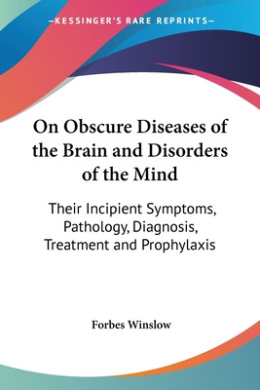 KESSINGER'S RARE REPRINTS
On Obscure Diseases of
the Brain and Disorders
of the Mind
Their Incipient Symptoms,
Pathology, Diagnosis,
Treatment and Prophylaxis
Forbes Winslow